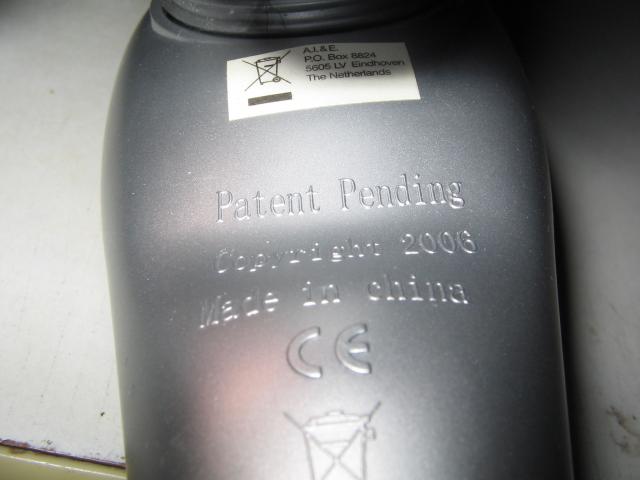 A.I.& E.
P.O. Box 8824
5605 LV Eindhoven
The Netherlands
Patent Pending
Copyright 2006
Made in china
CE